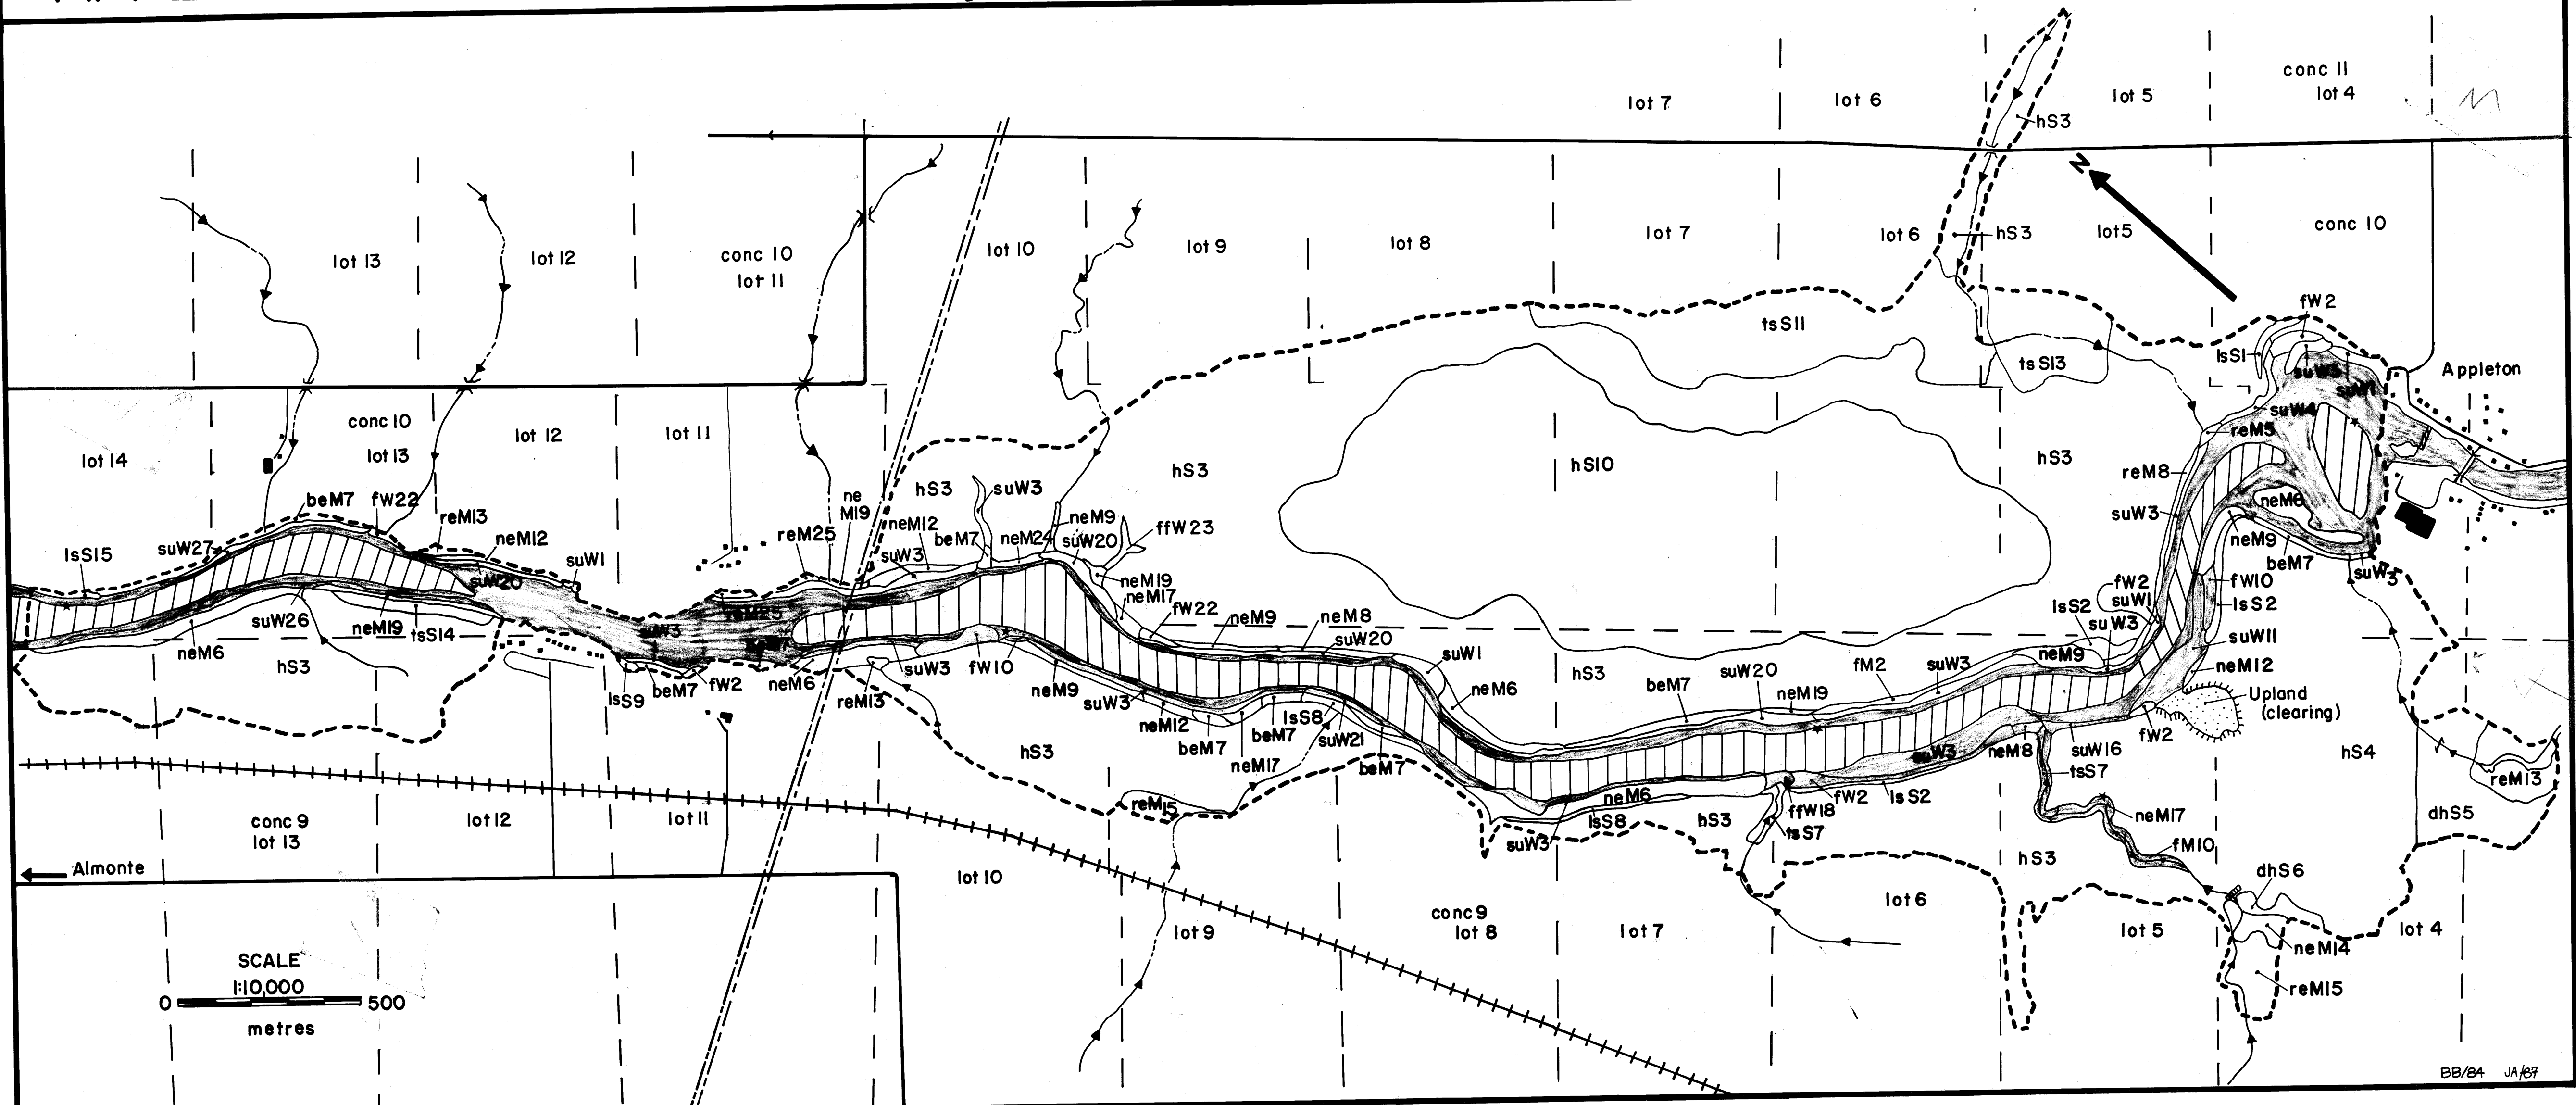 conc 11
lot 7
lot 6
lot 5
lot 4
hS3
N
lot 13
lot 12
conc 10
lot 11
lot 10
lot 9
lot 8
lot 7
lot 6
hS3
lot5
conc 10
fW2
tsS11
tsS13
lsS1
suW3
suW1
Appleton
suW4
reM5
lot 14
conc 10
lot 13
lot 12
lot 11
hS3
hS10
hS3
reM8
suW3
neM6
neM9
beM7
suW3
beM7
fW22
reM13
neM12
suW1
lsS15
suW27
suW20
reM25
ne
M19
hS3
suW3
neM12
suW3
beM7
neM24
neM9
suW20
ffW23
neM19
neM17
fW22
neM9
neM8
suW20
suW1
neM6
hS3
beM7
suW20
neM19
fM2
suW3
neM9
lsS2
suW3
fW2
suW1
fW10
lsS2
suW11
neM12
Upland
(clearing)
fW2
neM6
suW26
neM19
tsS14
hS3
reM25
suW3
lsS9
beM7
fW2
neM6
reM13
suW3
fW10
neM9
suW3
neM12
beM7
neM17
beM7
lsS8
suW21
beM7
hS3
reM15
suW3
lsS8
neM6
hS3
tsS7
ffW18
fW2
lsS2
suW3
neM8
suW16
tsS7
neM17
fM10
hS3
hS4
reM13
dhS5
dhS6
neM14
reM15
conc 9
lot 13
lot 12
lot 11
Almonte
lot 10
lot 9
conc 9
lot 8
lot 7
lot 6
lot 5
lot 4
SCALE
1:10,000
0 500
metres
BB/84 JA/87